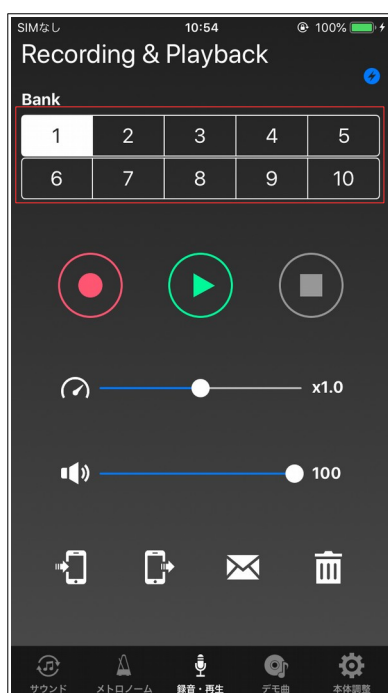 SIMなし 10:54 100%
Recording & Playback
Bank
1 2 3 4 5
6 7 8 9 10
x1.0
100
サウンド メトロノーム 録音・再生 デモ曲 本体調整